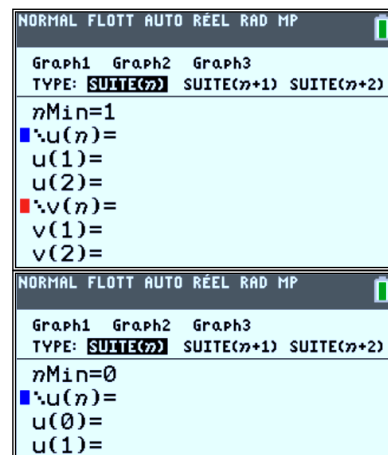 NORMAL FLOTT AUTO RÉEL RAD MP
Graph1 Graph2 Graph3
TYPE: SUITE(n) SUITE(n+1) SUITE(n+2)
nMin=1
u(n)=
u(1)=
u(2)=
v(n)=
v(1)=
v(2)=
NORMAL FLOTT AUTO RÉEL RAD MP
Graph1 Graph2 Graph3
TYPE: SUITE(n) SUITE(n+1) SUITE(n+2)
nMin=0
u(n)=
u(0)=
u(1)=